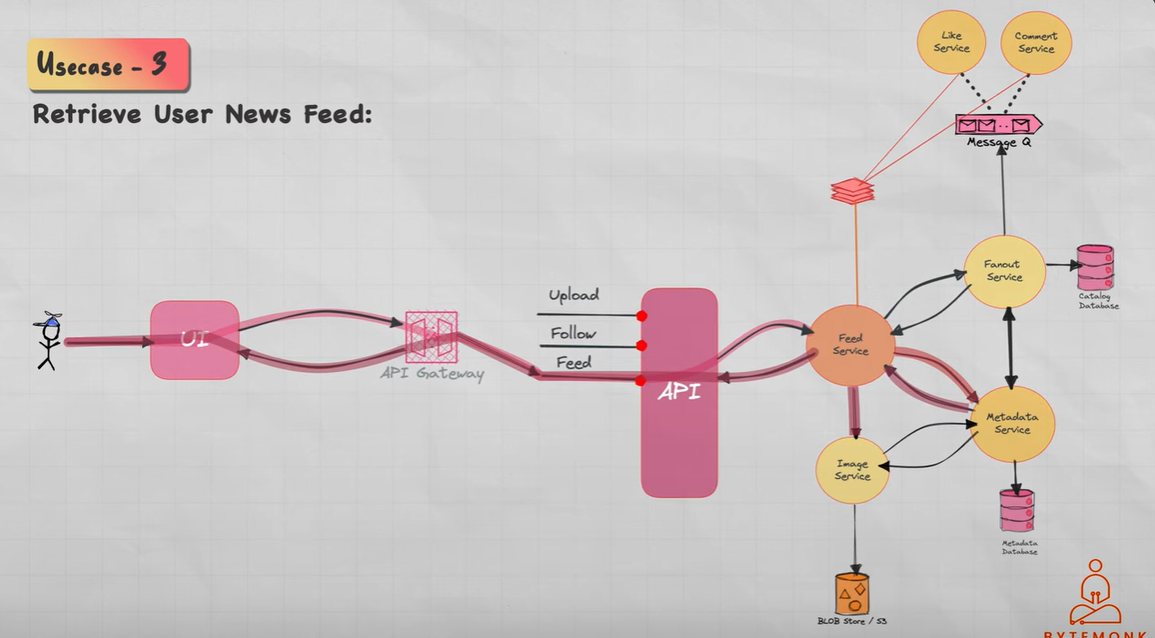 Usecase - 3
Retrieve User News Feed:
Like
Service
Comment
Service
Message Q
Fanout
Service
Catalog
Database
Upload
Follow
Feed
UI
API Gateway
API
Feed
Service
Metadata
Service
Image
Service
Metadata
Database
BLOB Store / S3
BYTEMONK